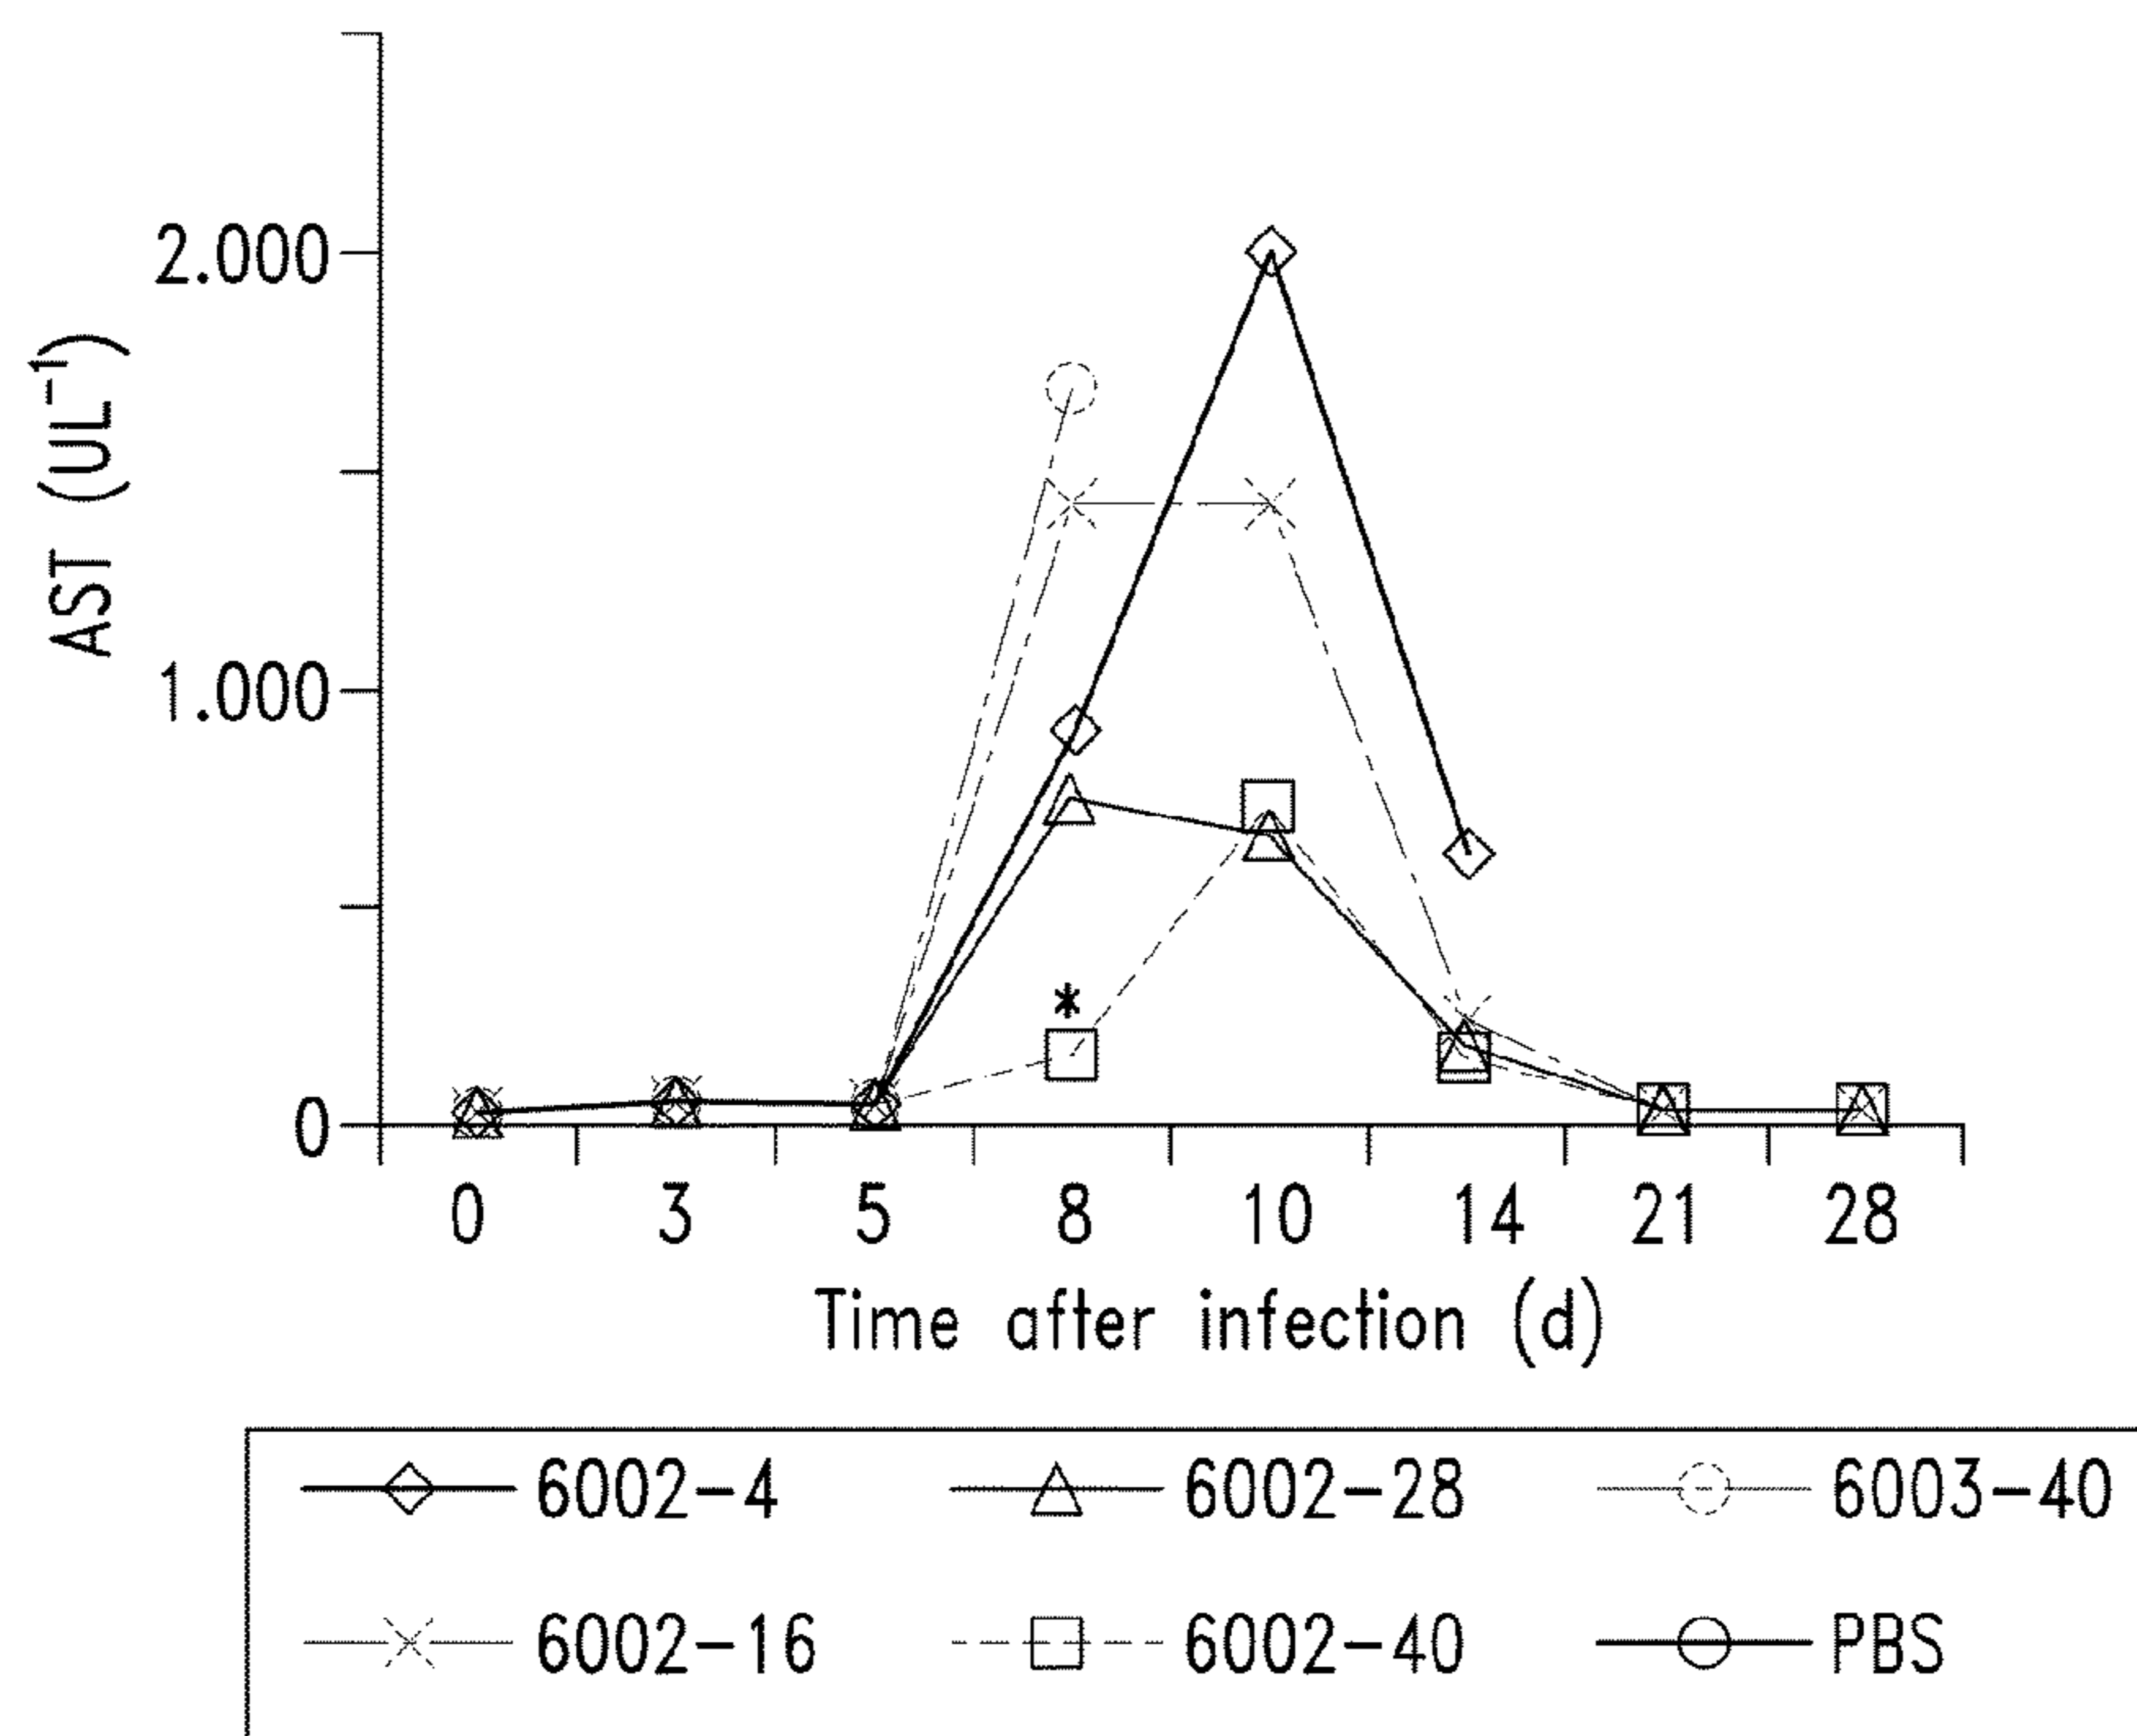 2.000
AST (UL⁻¹)
1.000
*
0
0 3 5 8 10 14 21 28
Time after infection (d)
6002-4 6002-28 6003-40
6002-16 6002-40 PBS